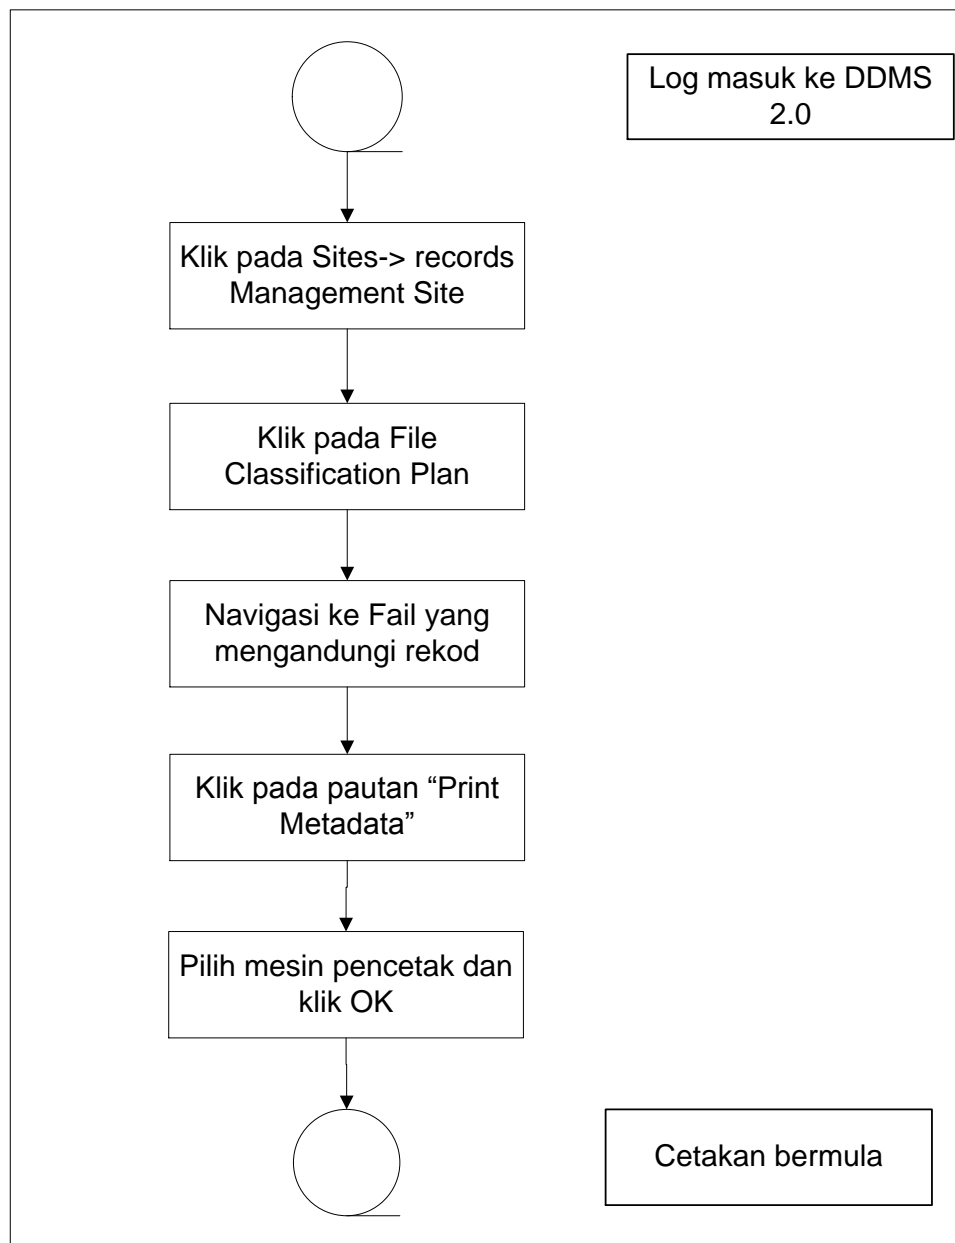 Log masuk ke DDMS
2.0
Klik pada Sites-> records
Management Site
Klik pada File
Classification Plan
Navigasi ke Fail yang
mengandungi rekod
Klik pada pautan “Print
Metadata”
Pilih mesin pencetak dan
klik OK
Cetakan bermula